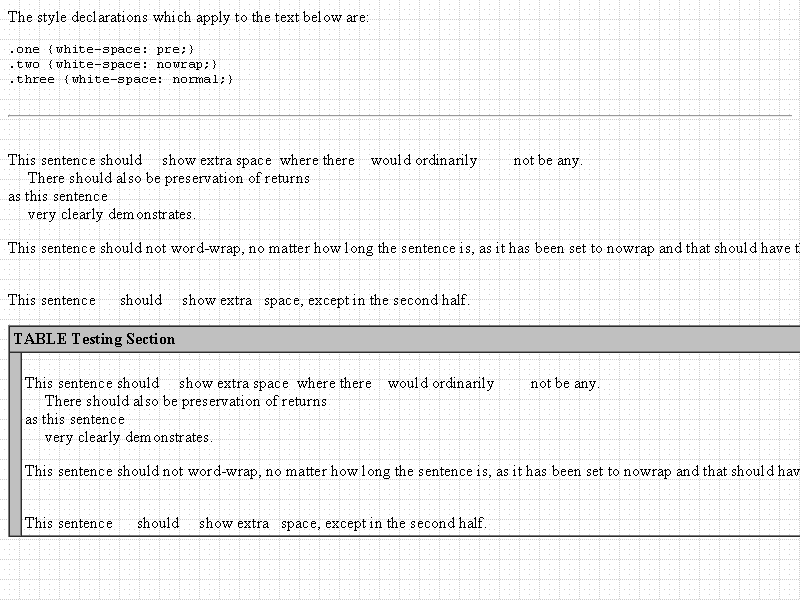 The style declarations which apply to the text below are:
.one {white-space: pre;}
.two {white-space: nowrap;}
.three {white-space: normal;}
This sentence should     show extra space  where there    would ordinarily         not be any.
     There should also be preservation of returns
as this sentence
     very clearly demonstrates.
This sentence should not word-wrap, no matter how long the sentence is, as it has been set to nowrap and that should have
This sentence      should     show extra   space, except in the second half.
TABLE Testing Section
This sentence should     show extra space  where there    would ordinarily         not be any.
     There should also be preservation of returns
as this sentence
     very clearly demonstrates.
This sentence should not word-wrap, no matter how long the sentence is, as it has been set to nowrap and that should
This sentence      should     show extra   space, except in the second half.